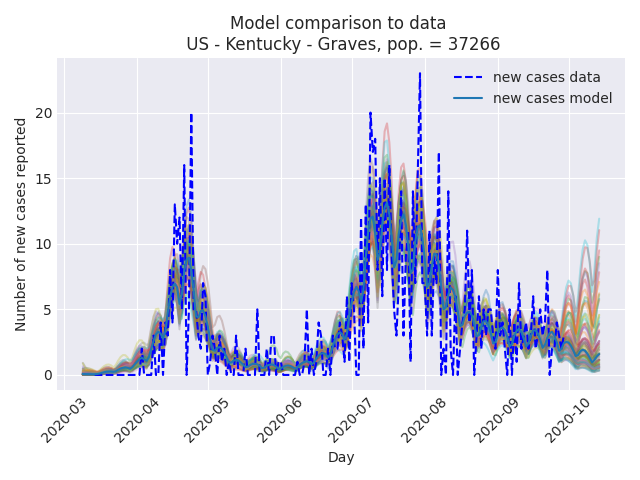 Model comparison to data
US - Kentucky - Graves, pop. = 37266
new cases data
new cases model
Number of new cases reported
20
15
10
5
0
2020-03
2020-04
2020-05
2020-06
2020-07
2020-08
2020-09
2020-10
Day